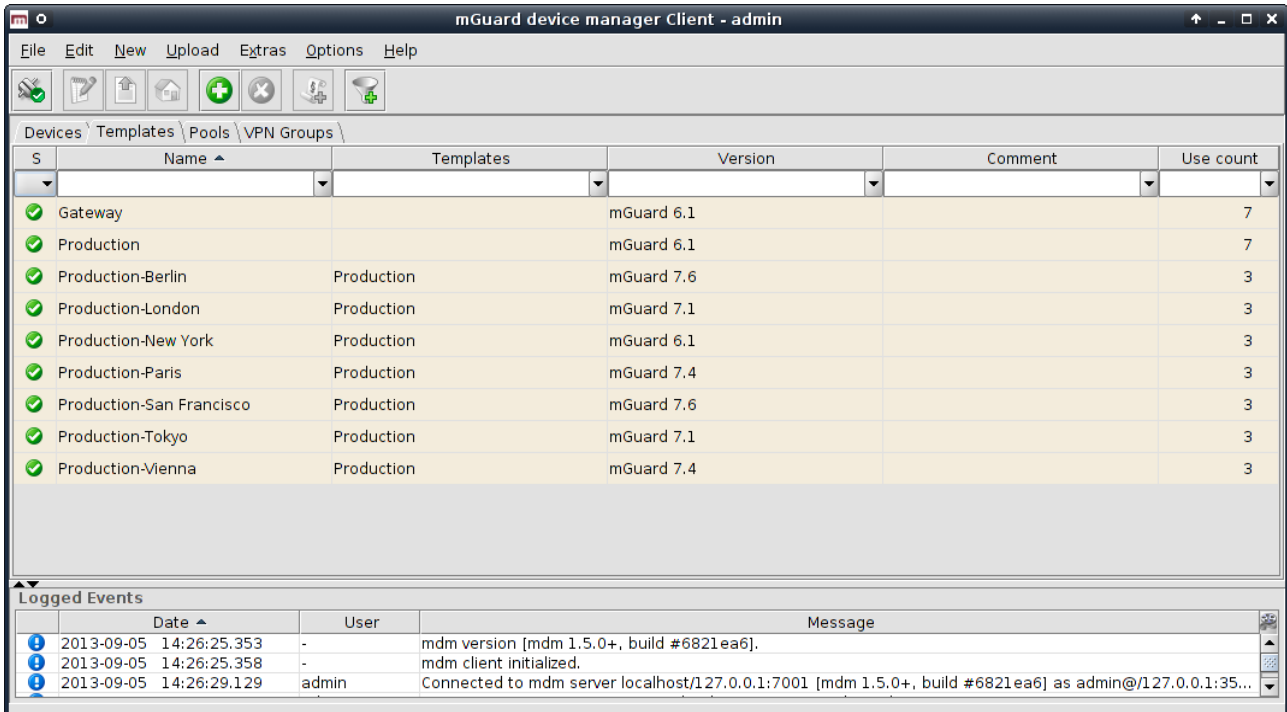 mGuard device manager Client - admin
File Edit New Upload Extras Options Help
Devices Templates Pools VPN Groups
S Name Templates Version Comment Use count
Gateway mGuard 6.1 7
Production mGuard 6.1 7
Production-Berlin Production mGuard 7.6 3
Production-London Production mGuard 7.1 3
Production-New York Production mGuard 6.1 3
Production-Paris Production mGuard 7.4 3
Production-San Francisco Production mGuard 7.6 3
Production-Tokyo Production mGuard 7.1 3
Production-Vienna Production mGuard 7.4 3
Logged Events
Date User Message
2013-09-05 14:26:25.353 - mdm version [mdm 1.5.0+, build #6821ea6].
2013-09-05 14:26:25.358 - mdm client initialized.
2013-09-05 14:26:29.129 admin Connected to mdm server localhost/127.0.0.1:7001 [mdm 1.5.0+, build #6821ea6] as admin@/127.0.0.1:35...